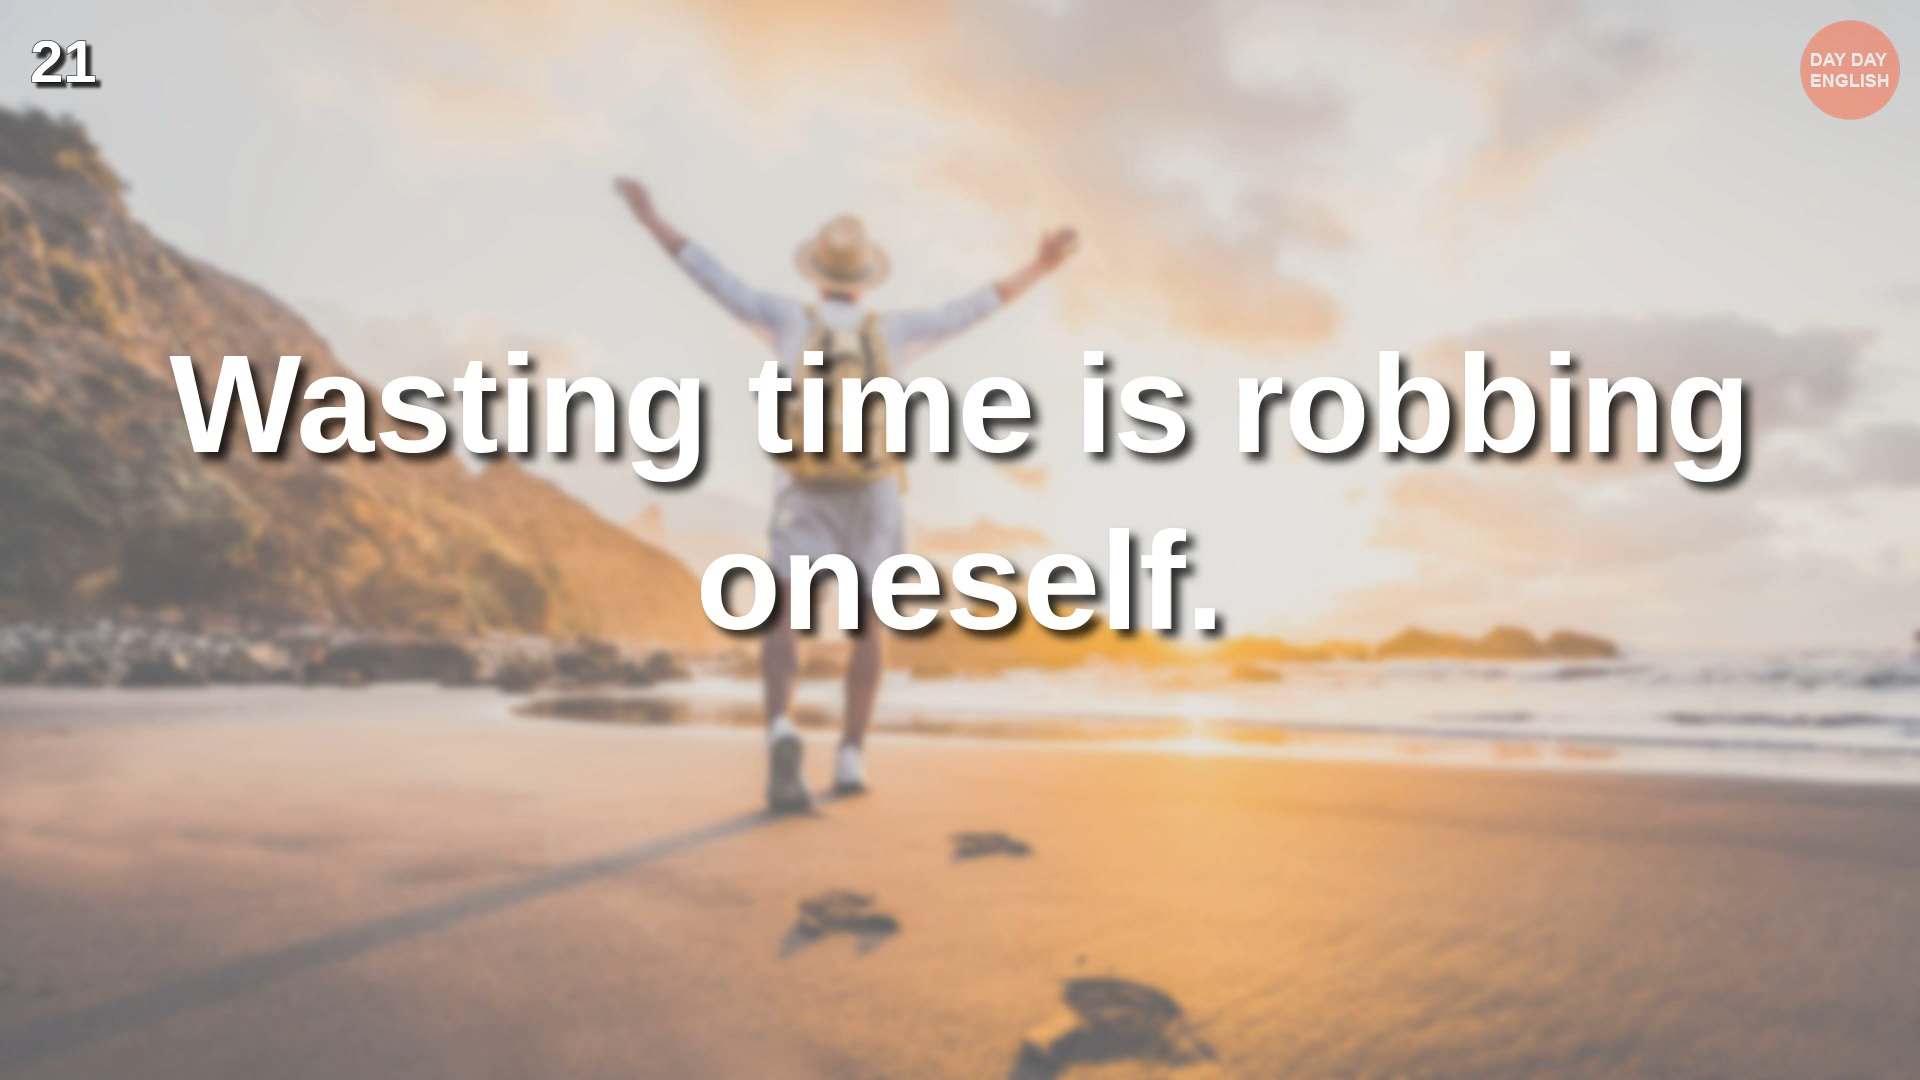 21
DAY DAY
ENGLISH
Wasting time is robbing
oneself.